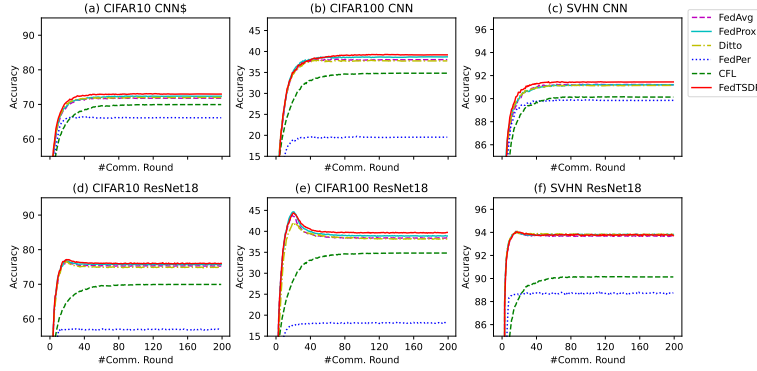 (a) CIFAR10 CNN$
(b) CIFAR100 CNN
(c) SVHN CNN
FedAvg
FedProx
Ditto
FedPer
CFL
90
80
70
60
Accuracy
#Comm. Round
45
40
35
30
25
20
15
Accuracy
#Comm. Round
96
94
92
90
88
86
Accuracy
#Comm. Round
(d) CIFAR10 ResNet18
(e) CIFAR100 ResNet18
(f) SVHN ResNet18
90
80
70
60
Accuracy
0 40 80 120 160 200
#Comm. Round
45
40
35
30
25
20
15
Accuracy
0 40 80 120 160 200
#Comm. Round
96
94
92
90
88
86
Accuracy
0 40 80 120 160 200
#Comm. Round